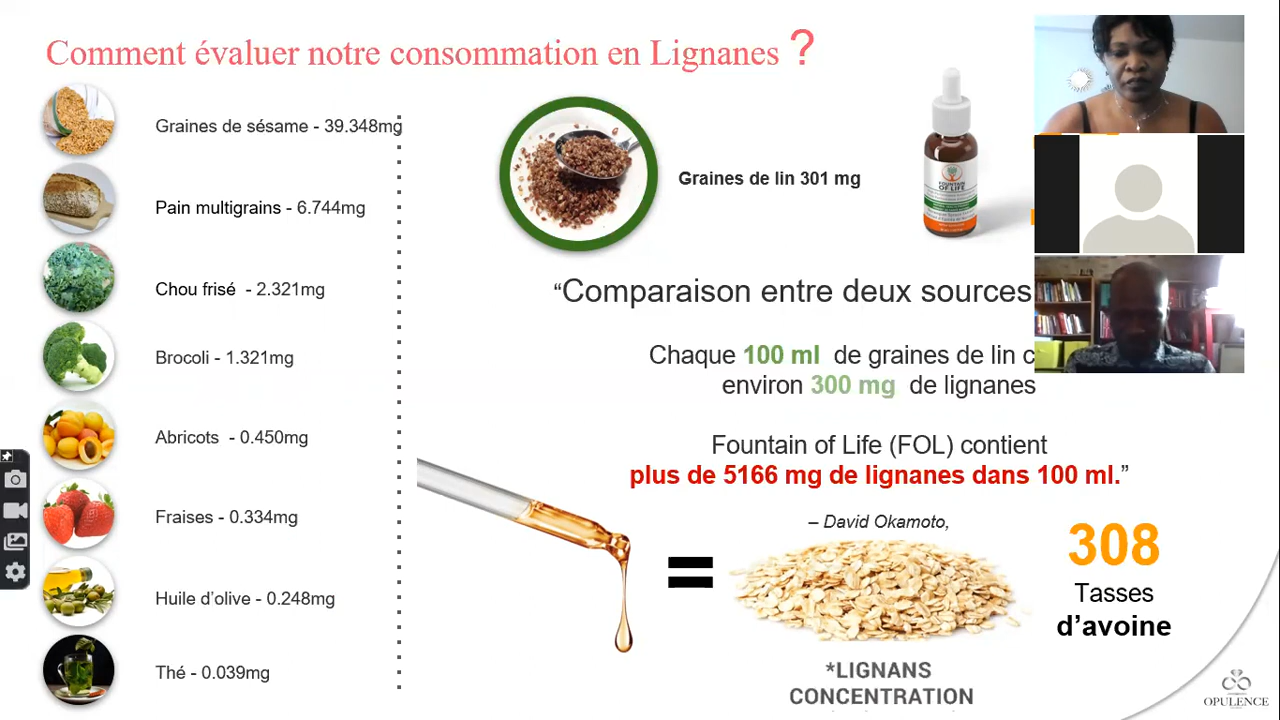 Comment évaluer notre consommation en Lignanes ?
Graines de sésame - 39.348mg
Pain multigrains - 6.744mg
Chou frisé - 2.321mg
Brocoli - 1.321mg
Abricots - 0.450mg
Fraises - 0.334mg
Huile d'olive - 0.248mg
Thé - 0.039mg
Graines de lin 301 mg
FOUNTAIN
OF LIFE
“Comparaison entre deux sources
Chaque 100 ml de graines de lin c
environ 300 mg de lignanes
Fountain of Life (FOL) contient
plus de 5166 mg de lignanes dans 100 ml.”
– David Okamoto,
=
308
Tasses
d’avoine
*LIGNANS
CONCENTRATION
OPULENCE